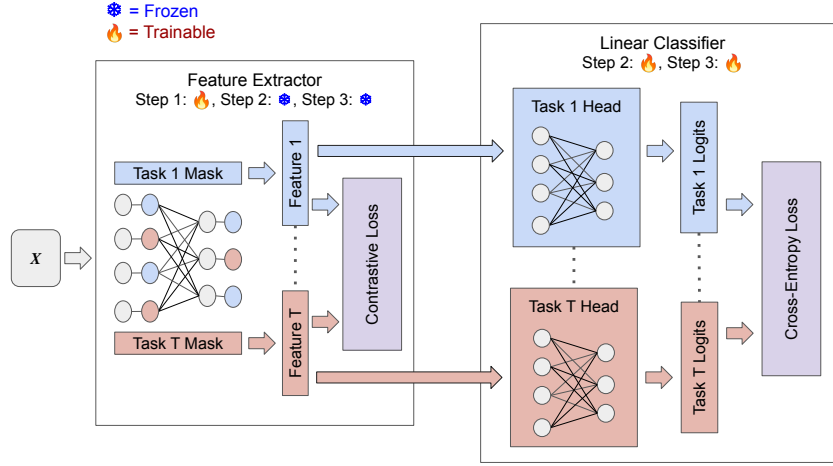 ❄ = Frozen
🔥 = Trainable
Feature Extractor
Step 1: 🔥, Step 2: ❄, Step 3: ❄
Linear Classifier
Step 2: 🔥, Step 3: 🔥
X
Task 1 Mask
Task T Mask
Feature 1
Feature T
Contrastive Loss
Task 1 Head
Task T Head
Task 1 Logits
Task T Logits
Cross-Entropy Loss